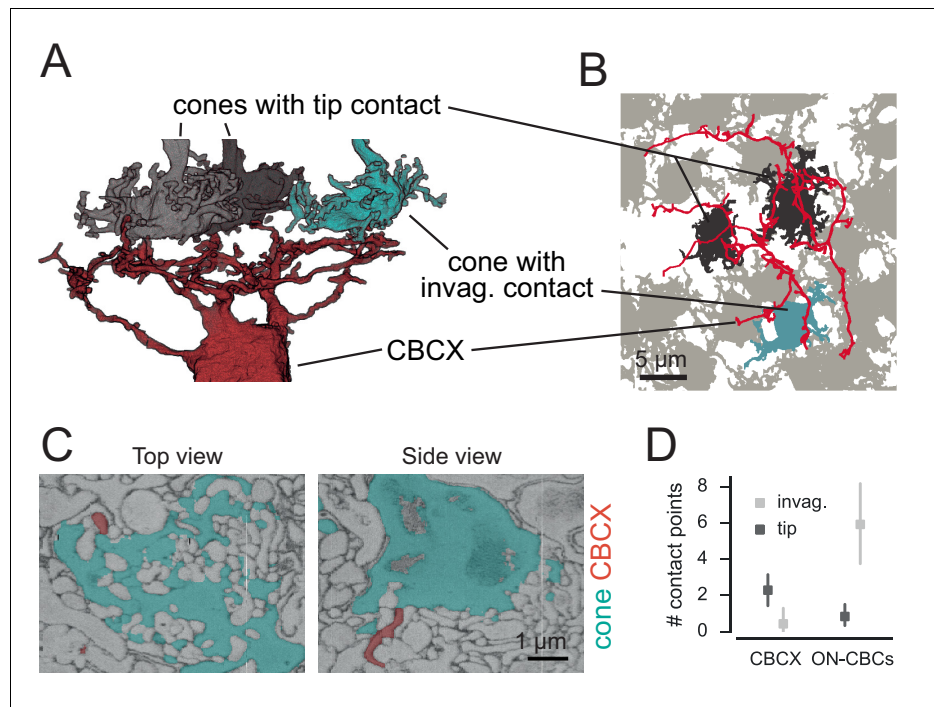 A
B
cones with tip contact
cone with
invag. contact
CBCX
5 µm
C
Top view
Side view
cone CBCX
1 µm
D
# contact points
8
6
4
2
0
invag.
tip
CBCX
ON-CBCs